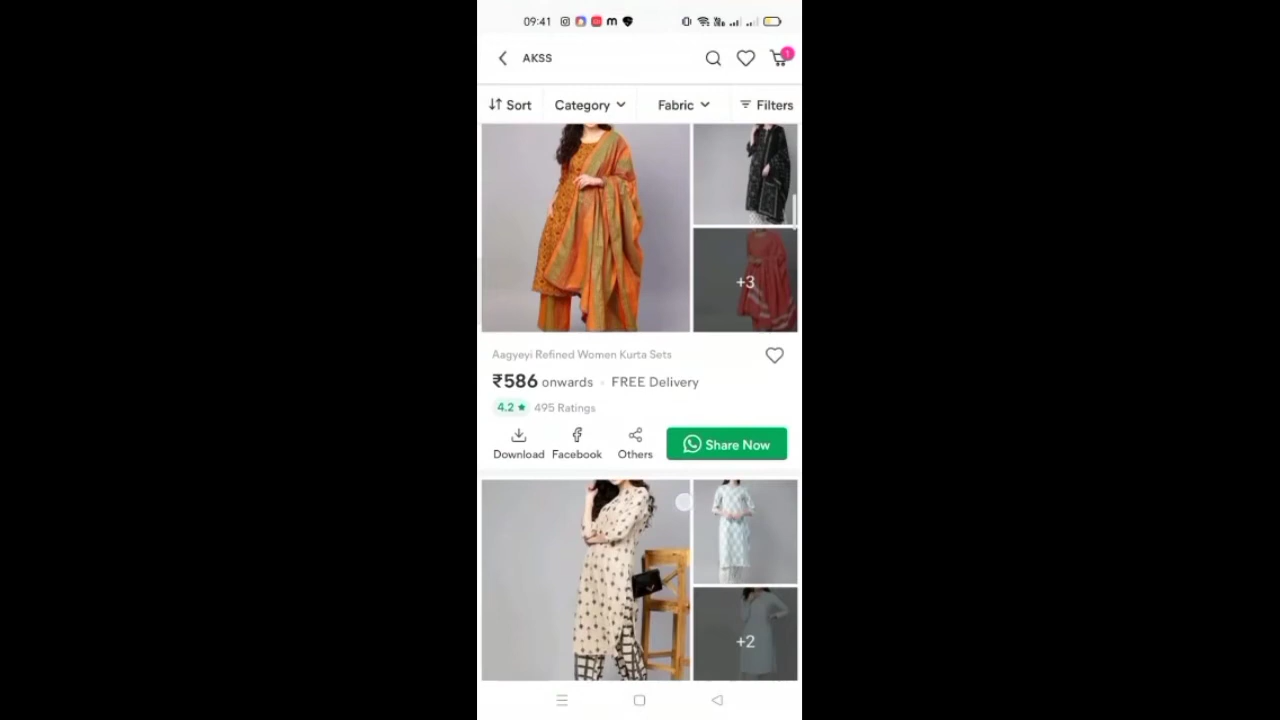 09:41
AKSS
1
Sort
Category
Fabric
Filters
+3
Aagyeyi Refined Women Kurta Sets
₹586 onwards FREE Delivery
4.2 ★ 495 Ratings
Download
Facebook
Others
Share Now
+2